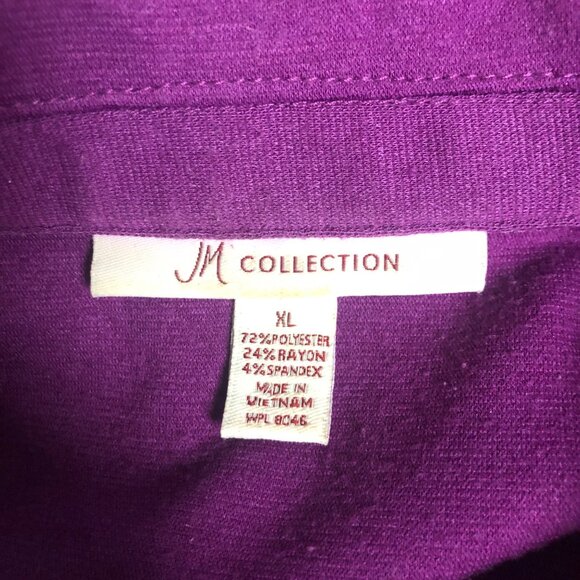 JM COLLECTION
XL
72%POLYESTER
24%RAYON
4%SPANDEX
MADE IN
VIETNAM
WPL 8046